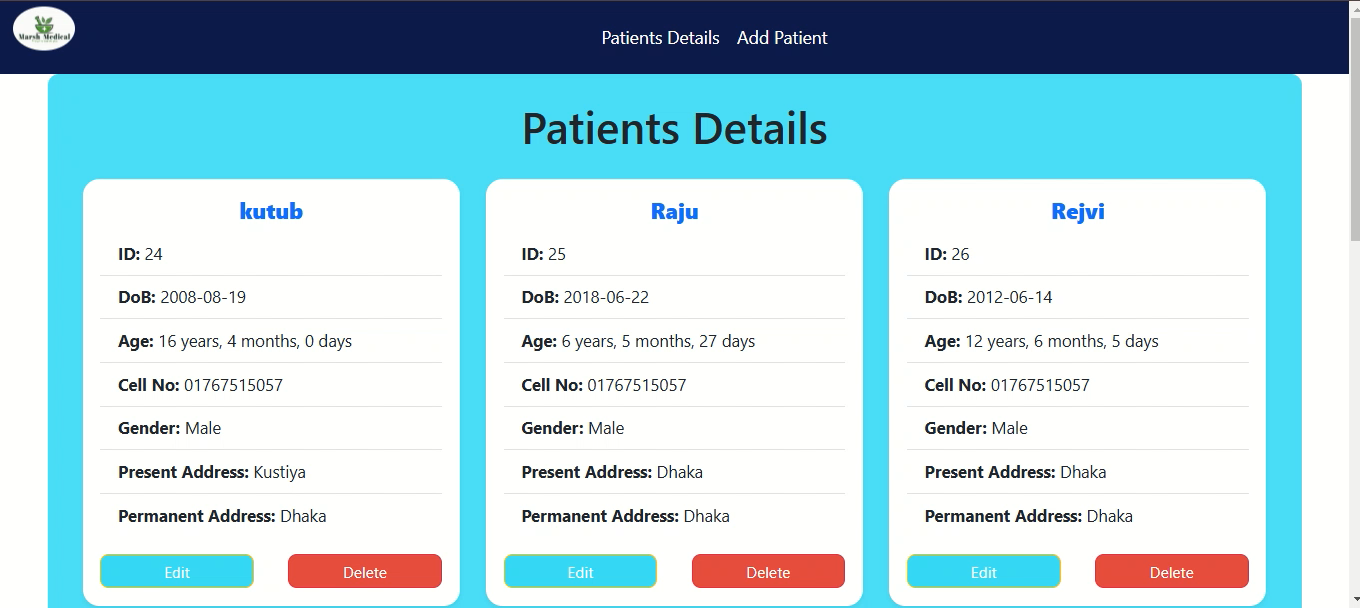 Marsh Medical
Patients Details Add Patient
Patients Details
kutub
ID: 24
DoB: 2008-08-19
Age: 16 years, 4 months, 0 days
Cell No: 01767515057
Gender: Male
Present Address: Kustiya
Permanent Address: Dhaka
Edit Delete
Raju
ID: 25
DoB: 2018-06-22
Age: 6 years, 5 months, 27 days
Cell No: 01767515057
Gender: Male
Present Address: Dhaka
Permanent Address: Dhaka
Edit Delete
Rejvi
ID: 26
DoB: 2012-06-14
Age: 12 years, 6 months, 5 days
Cell No: 01767515057
Gender: Male
Present Address: Dhaka
Permanent Address: Dhaka
Edit Delete